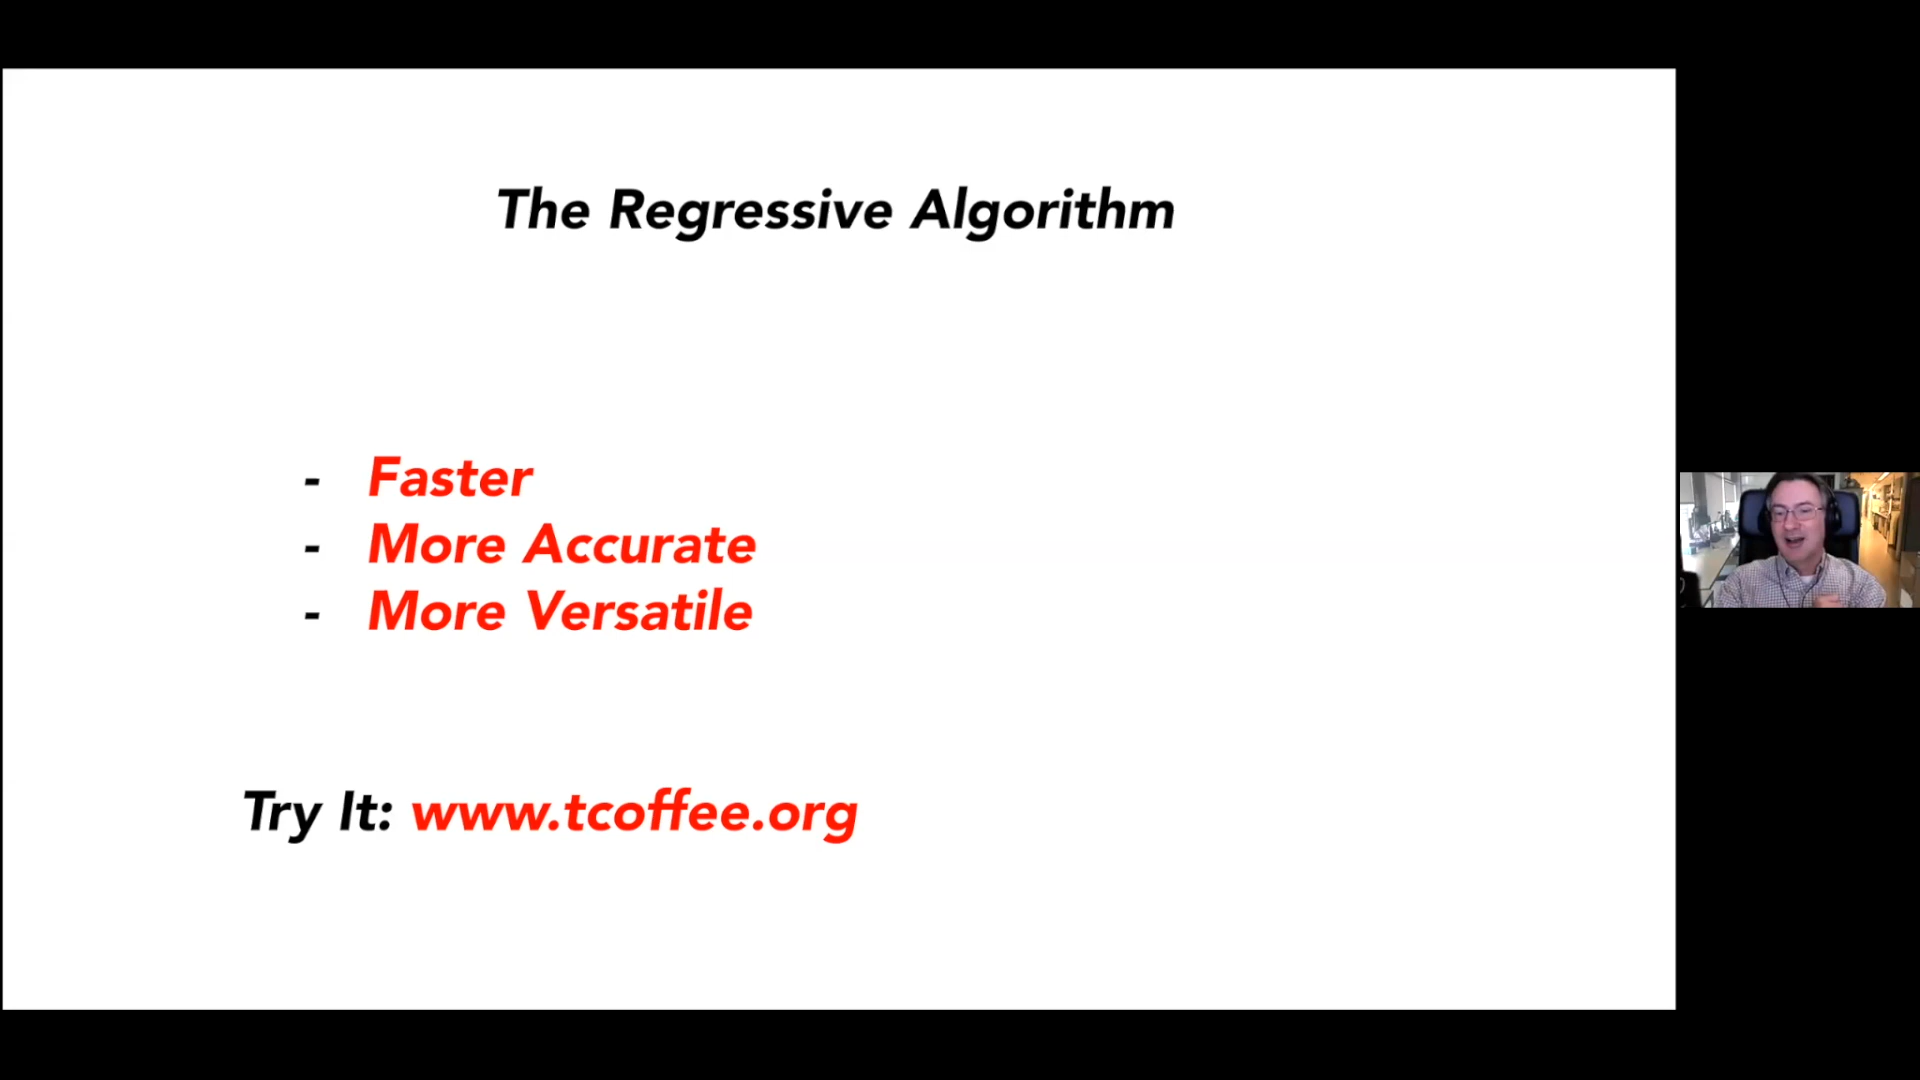 The Regressive Algorithm
- Faster
- More Accurate
- More Versatile
Try It: www.tcoffee.org